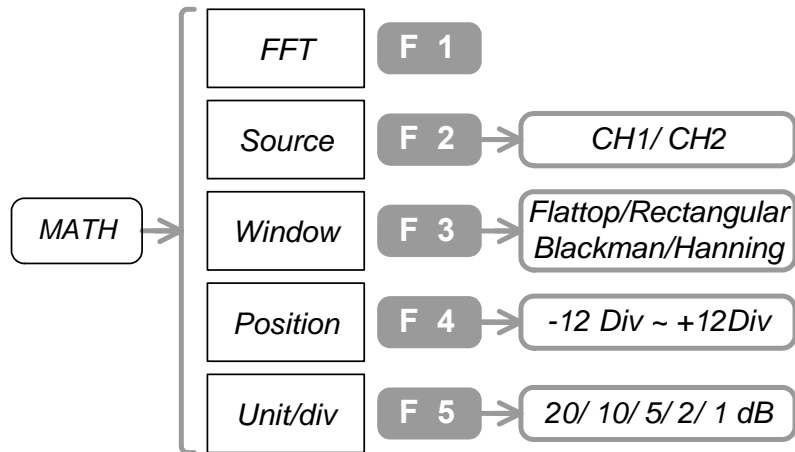 FFT F 1
Source F 2 CH1/ CH2
MATH
Window F 3 Flattop/Rectangular
Blackman/Hanning
Position F 4 -12 Div ~ +12Div
Unit/div F 5 20/ 10/ 5/ 2/ 1 dB